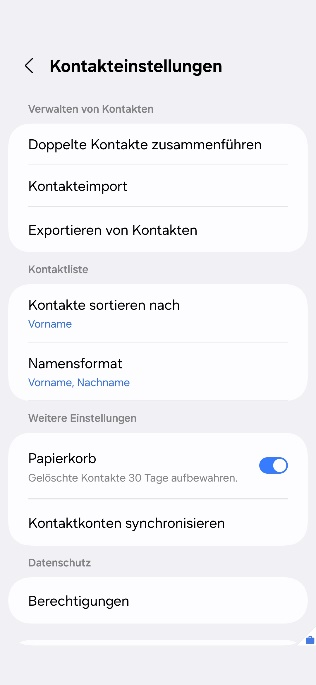 Kontakteinstellungen
Verwalten von Kontakten
Doppelte Kontakte zusammenführen
Kontakteimport
Exportieren von Kontakten
Kontaktliste
Kontakte sortieren nach
Vorname
Namensformat
Vorname, Nachname
Weitere Einstellungen
Papierkorb
Gelöschte Kontakte 30 Tage aufbewahren.
Kontaktkonten synchronisieren
Datenschutz
Berechtigungen